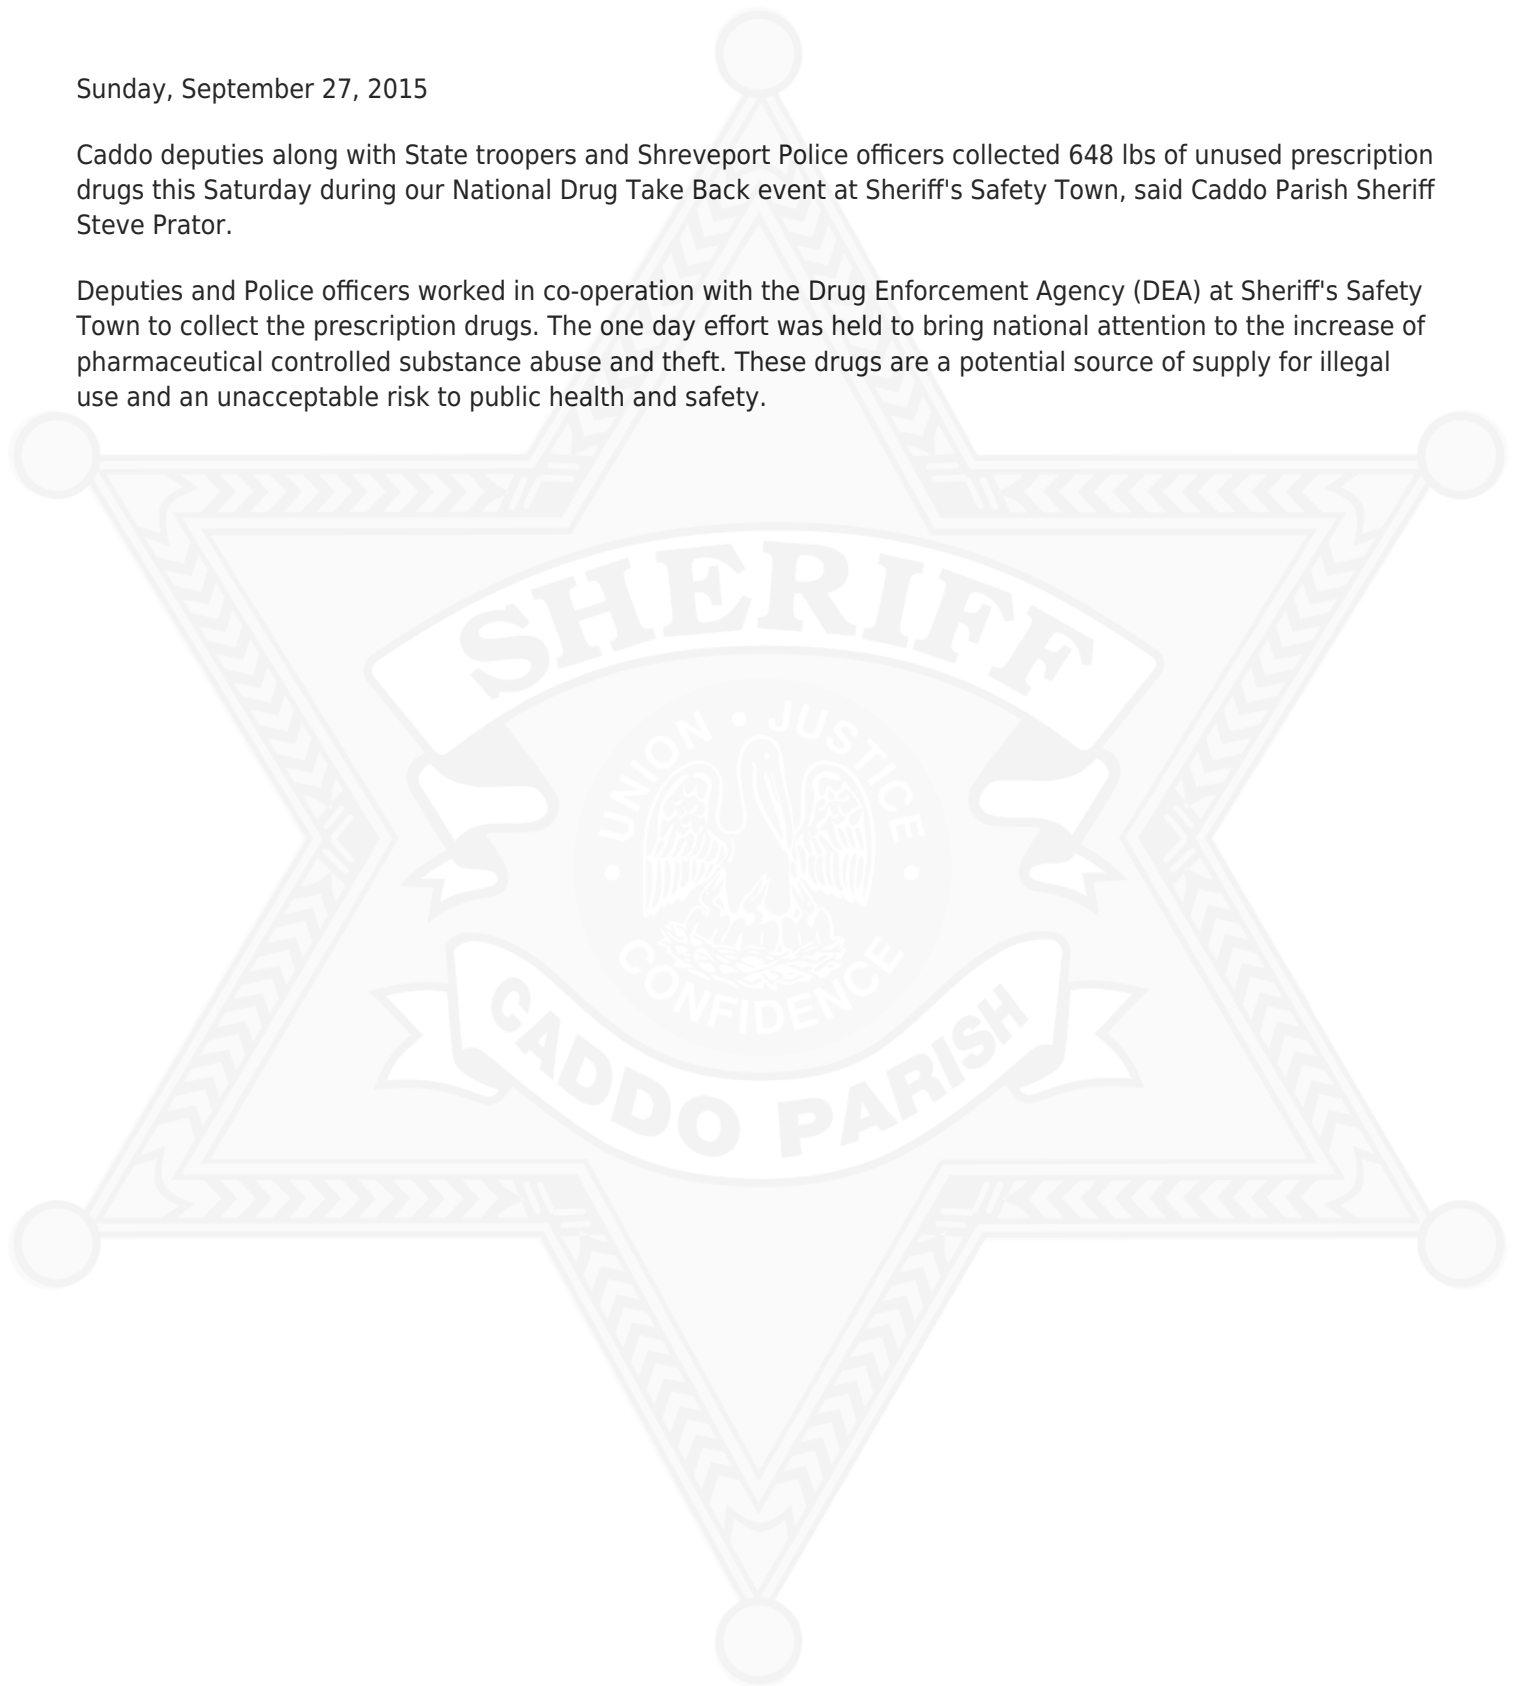 Sunday, September 27, 2015
Caddo deputies along with State troopers and Shreveport Police officers collected 648 lbs of unused prescription
drugs this Saturday during our National Drug Take Back event at Sheriff's Safety Town, said Caddo Parish Sheriff
Steve Prator.
Deputies and Police officers worked in co-operation with the Drug Enforcement Agency (DEA) at Sheriff's Safety
Town to collect the prescription drugs. The one day effort was held to bring national attention to the increase of
pharmaceutical controlled substance abuse and theft. These drugs are a potential source of supply for illegal
use and an unacceptable risk to public health and safety.
SHERIFF
UNION • JUSTICE
• CONFIDENCE •
CADDO PARISH